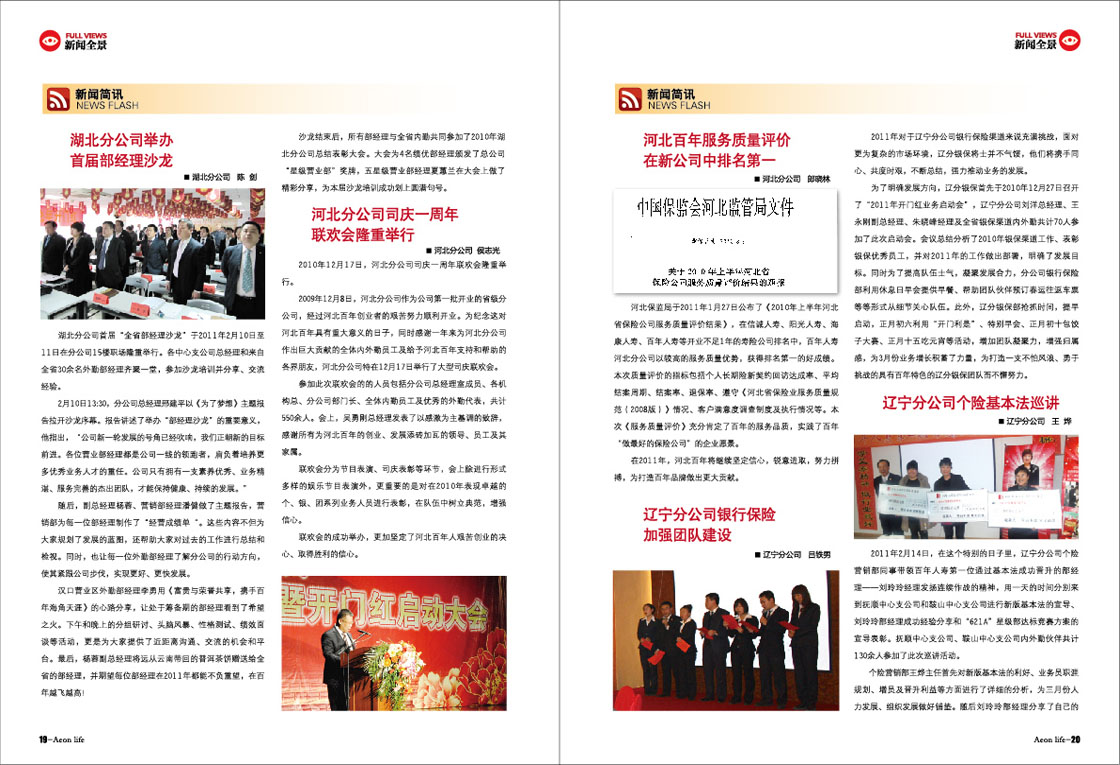 FULL VIEWS
新闻全景
新闻简讯
NEWS FLASH
湖北分公司举办
首届部经理沙龙
■ 湖北分公司 陈 创
湖北分公司首届“全省部经理沙龙”于2011年2月10日至
11日在分公司15楼职场隆重举行。各中心支公司总经理和来自
全省30余名外勤部经理齐聚一堂，参加沙龙培训并分享、交流
经验。
2月10日13:30，分公司总经理邢建平以《为了梦想》主题报
告拉开沙龙序幕。报告讲述了举办“部经理沙龙”的重要意义，
他指出，“公司新一轮发展的号角已经吹响，我们正朝新的目标
前进。各位营业部经理都是公司一线的领跑者，肩负着培养更
多优秀业务人才的重任。公司只有拥有一支素养优秀、业务精
湛、服务完善的杰出团队，才能保持健康、持续的发展。”
随后，副总经理杨蓉、营销部经理潘健做了主题报告，营
销部为每一位部经理制作了“经营成绩单 ”。这些内容不但为
大家规划了发展的蓝图，还帮助大家对过去的工作进行总结和
检视。同时，也让每一位外勤部经理了解分公司的行动方向，
使其紧跟公司步伐，实现更好、更快发展。
汉口营业区外勤部经理李勇用《富贵与荣誉共享，携手百
年海角天涯》的心路分享，让处于筹备期的部经理看到了希望
之火。下午和晚上的分组研讨、头脑风暴、性格测试、绩效面
谈等活动，更是为大家提供了近距离沟通、交流的机会和平
台。最后，杨蓉副总经理将远从云南带回的普洱茶饼赠送给全
省的部经理，并期望每位部经理在2011年都能不负重望，在百
年越飞越高!
沙龙结束后，所有部经理与全省内勤共同参加了2010年湖
北分公司总结表彰大会。大会为4名绩优部经理颁发了总公司
“星级营业部”奖牌，五星级营业部经理夏蕙兰在大会上做了
精彩分享，为本届沙龙培训成功划上圆满句号。
河北分公司司庆一周年
联欢会隆重举行
■ 河北分公司 侯志光
2010年12月17日，河北分公司司庆一周年联欢会隆重举
行。
2009年12月8日，河北分公司作为公司第一批开业的省级分
公司，经过河北百年创业者的艰苦努力顺利开业。为纪念这对
河北百年具有重大意义的日子，同时感谢一年来为河北分公司
作出巨大贡献的全体内外勤员工及给予河北百年支持和帮助的
各界朋友，河北分公司特在12月17日举行了大型司庆联欢会。
参加此次联欢会的的人员包括分公司总经理室成员、各机
构总、分公司部门长、全体内勤员工及优秀的外勤代表，共计
550余人。会上，吴勇刚总经理发表了以感激为主基调的致辞，
感谢所有为河北百年的创业、发展添砖加瓦的领导、员工及其
家属。
联欢会分为节目表演、司庆表彰等环节，会上除进行形式
多样的娱乐节目表演外，更重要的是对在2010年表现卓越的
个、银、团系列业务人员进行表彰，在队伍中树立典范，增强
信心。
联欢会的成功举办，更加坚定了河北百年人艰苦创业的决
心、取得胜利的信心。
暨开门红启动大会
19-Aeon life
FULL VIEWS
新闻全景
新闻简讯
NEWS FLASH
河北百年服务质量评价
在新公司中排名第一
■ 河北分公司 郎晓林
中国保监会河北监管局文件
关于2010年上半年河北省
保险公司服务质量评价结果的通报
河北保监局于2011年1月27日公布了《2010年上半年河北
省保险公司服务质量评价结果》，在信诚人寿、阳光人寿、海
康人寿、百年人寿等开业不足1年的寿险公司排名中，百年人寿
河北分公司以较高的服务质量优势，获得排名第一的好成绩。
本次质量评价的指标包括个人长期险新契约回访达成率、平均
结案周期、结案率、退保率、遵守《河北省保险业服务质量规
范（2008版）》情况、客户满意度调查制度及执行情况等。本
次《服务质量评价》充分肯定了百年的服务品质，实践了百年
“做最好的保险公司”的企业愿景。
在2011年，河北百年将继续坚定信心，锐意进取，努力拼
搏，为打造百年品牌做出更大贡献。
辽宁分公司银行保险
加强团队建设
■ 辽宁分公司 吕铁男
2011年对于辽宁分公司银行保险渠道来说充满挑战，面对
更为复杂的市场环境，辽分银保将士并不气馁，他们将携手同
心、共度时艰，不断总结，强力推动业务的发展。
为了明确发展方向，辽分银保首先于2010年12月27日召开
了“2011年开门红业务启动会”，辽宁分公司刘洋总经理、王
永刚副总经理、朱晓峰经理及全省银保渠道内外勤共计70人参
加了此次启动会。会议总结分析了2010年银保渠道工作、表彰
银保优秀员工，并对2011年的工作做出部署，明确了发展目
标。同时为了提高队伍士气，凝聚发展合力，分公司银行保险
部利用休息日早会提供早餐、帮助团队伙伴预订春运往返车票
等等形式从细节关心队伍。此外，辽分银保部抢抓时间，提早
启动，正月初六利用“开门利是”、特别早会、正月初十包饺
子大赛、正月十五吃元宵等活动，增加团队凝聚力，增强归属
感，为3月份业务增长积蓄了力量，为打造一支不怕风浪、勇于
挑战的具有百年特色的辽分银保团队而不懈努力。
辽宁分公司个险基本法巡讲
■ 辽宁分公司 王 烨
2011年2月14日，在这个特别的日子里，辽宁分公司个险
营销部同事带领百年人寿第一位通过基本法成功晋升的部经
理——刘玲玲经理发扬连续作战的精神，用一天的时间分别来
到抚顺中心支公司和鞍山中心支公司进行新版基本法的宣导、
刘玲玲部经理成功经验分享和“621A”星级部达标竞赛方案的
宣导表彰。抚顺中心支公司、鞍山中心支公司内外勤伙伴共计
130余人参加了此次巡讲活动。
个险营销部王烨主任首先对新版基本法的利好、业务员职涯
规划、增员及晋升利益等方面进行了详细的分析，为三月份人
力发展、组织发展做好铺垫。随后刘玲玲部经理分享了自己的
Aeon life-20